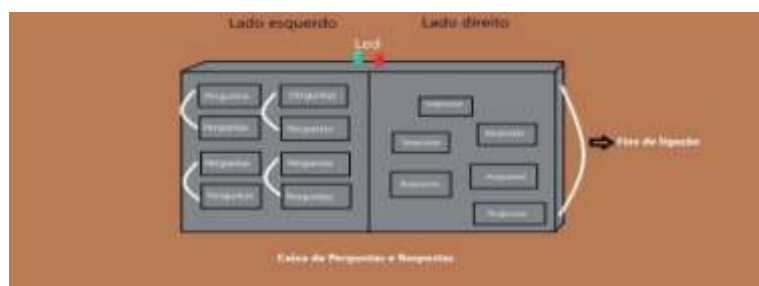 Lado esquerdo Lado direito
Led
Perguntas Perguntas
Perguntas Perguntas
Perguntas Perguntas
Perguntas Perguntas
Respostas
Respostas
Respostas
Respostas
Respostas
Respostas
Fios de ligação
Caixa de Perguntas e Respostas